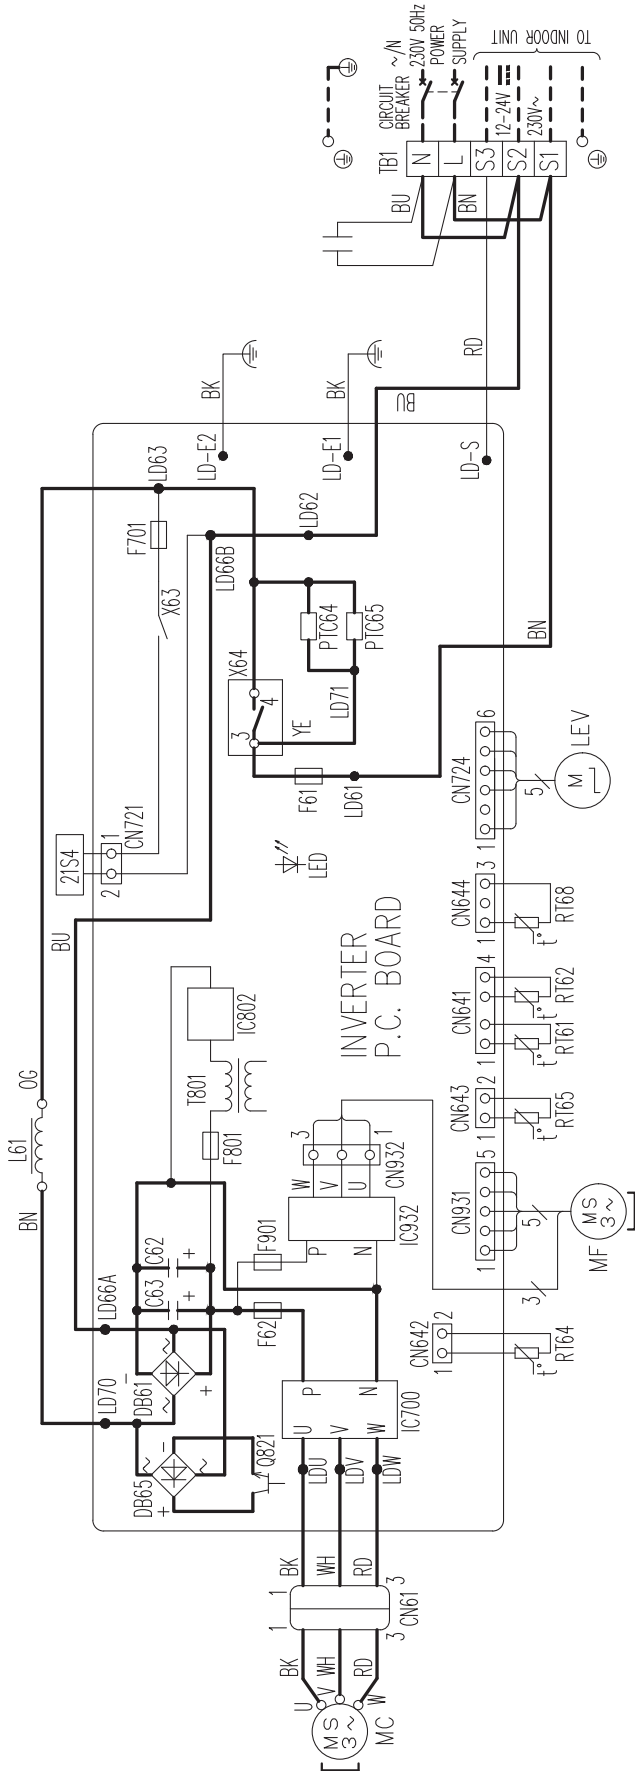 CIRCUIT
BREAKER
~/N
230V 50Hz
POWER
SUPPLY
TO INDOOR UNIT
12-24V
230V~
TB1
N
L
S3
S2
S1
BU
BN
RD
BK
BK
BU
LD-E2
LD-E1
LD-S
LD63
F701
X63
LD66B
LD62
PTC64
PTC65
X64
3
4
YE
LD71
BN
F61
LD61
21S4
2
1
CN721
LED
BU
CN724
1
6
5
M
LEV
CN644
1
3
t°
RT68
INVERTER
P.C. BOARD
CN641
1
4
t°
RT61
t°
RT62
CN643
1
2
t°
RT65
OG
L61
BN
IC802
T801
F801
3
1
CN932
W
V
U
IC932
P
N
F901
CN931
1
5
5
3
MS
3~
MF
C62
+
C63
+
LD66A
F62
CN642
1
2
t°
RT64
LD70
DB61
-
~
~
+
DB65
+
-
~
~
Q821
P
N
U
V
W
IC700
LDU
LDV
LDW
BK
WH
RD
1
1
3
3
CN61
BK
WH
RD
U
V
W
MS
3~
MC